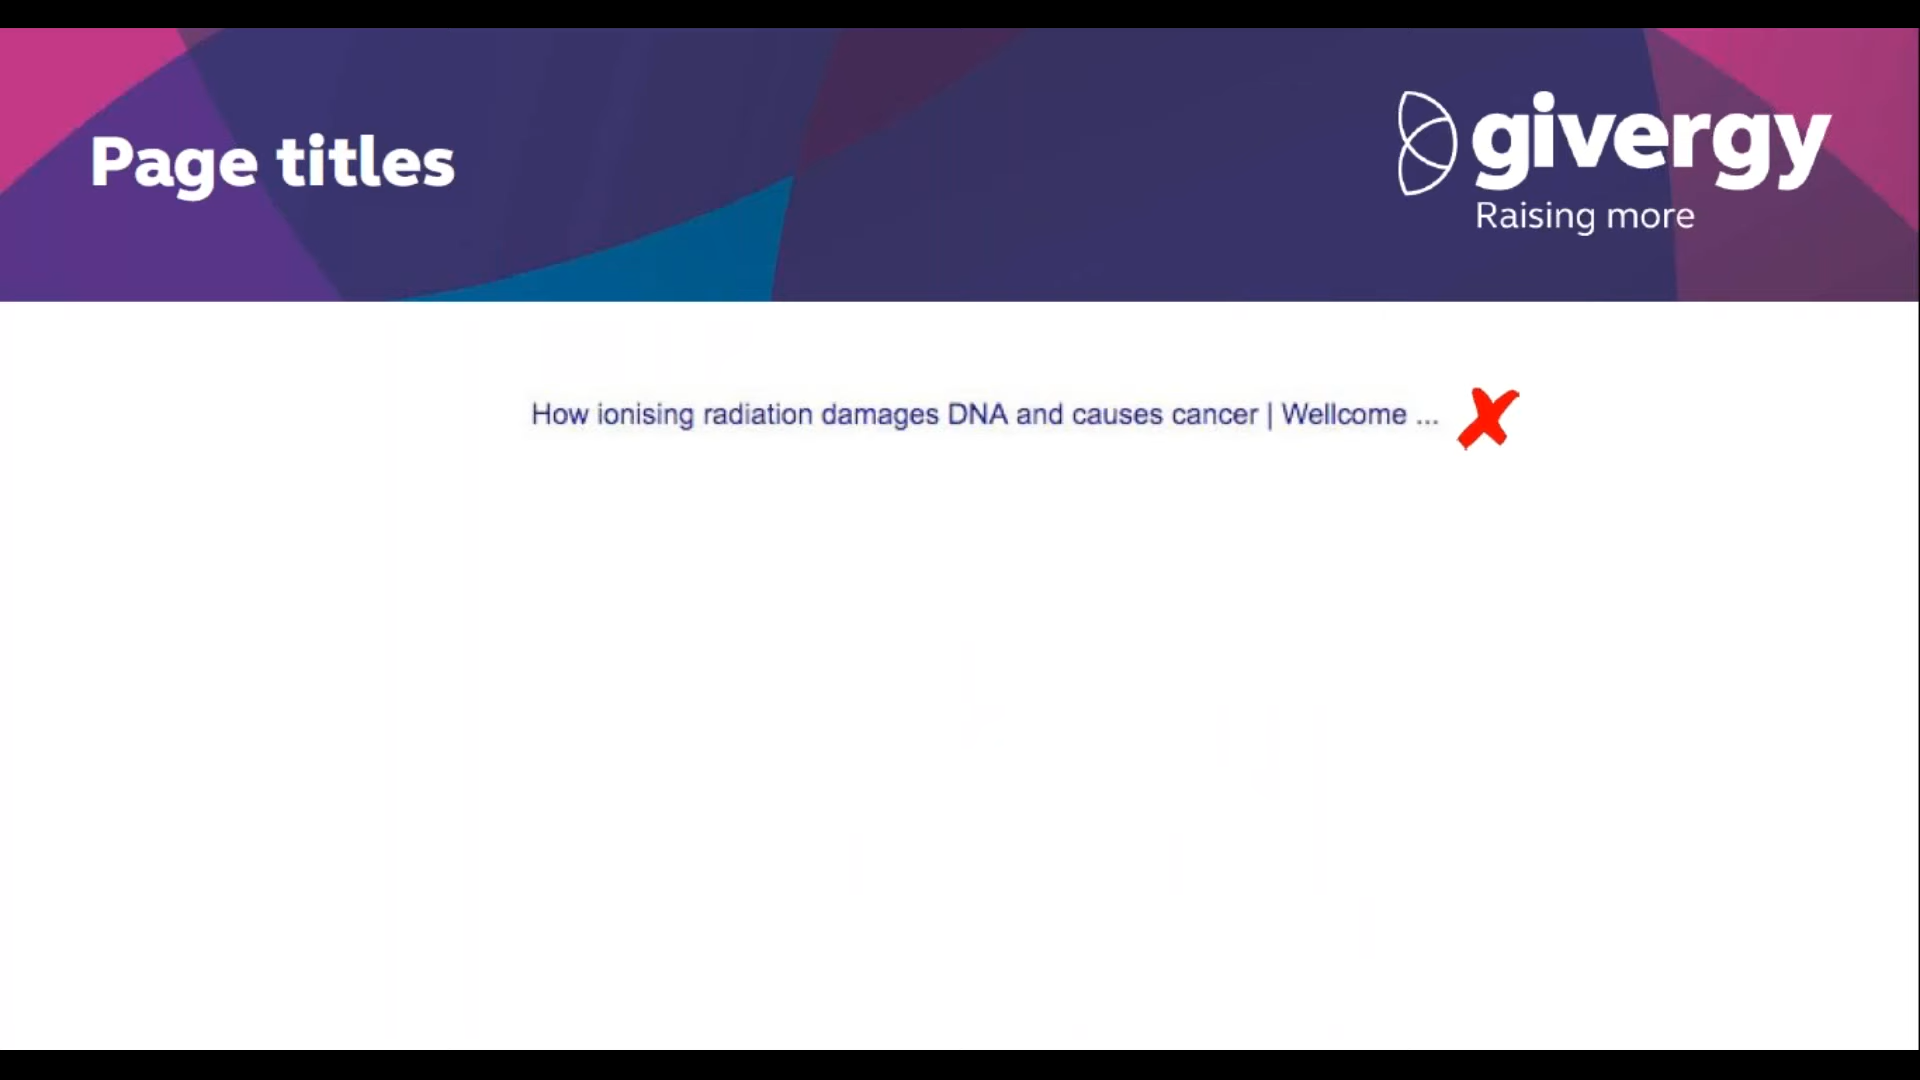 Page titles
givergy
Raising more
How ionising radiation damages DNA and causes cancer | Wellcome ...